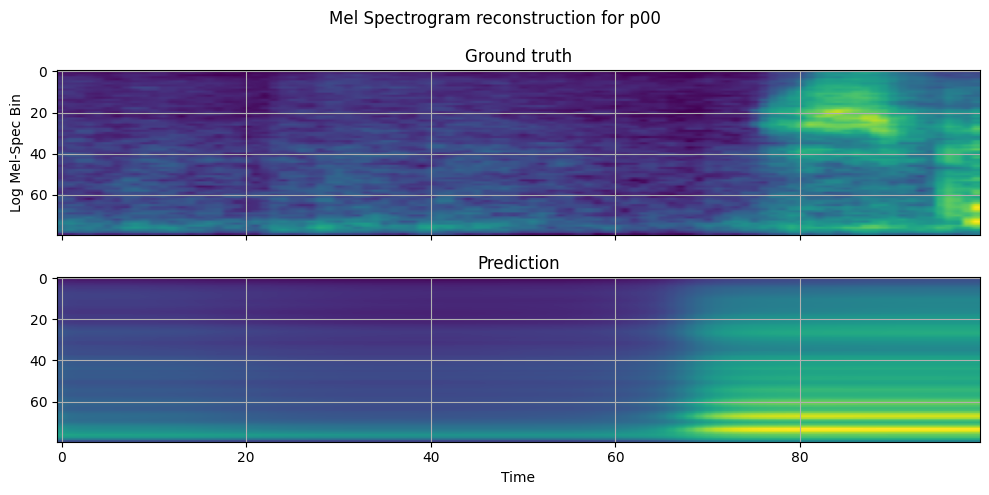 Mel Spectrogram reconstruction for p00
Ground truth
0
20
40
60
Log Mel-Spec Bin
Prediction
0
20
40
60
0 20 40 60 80
Time